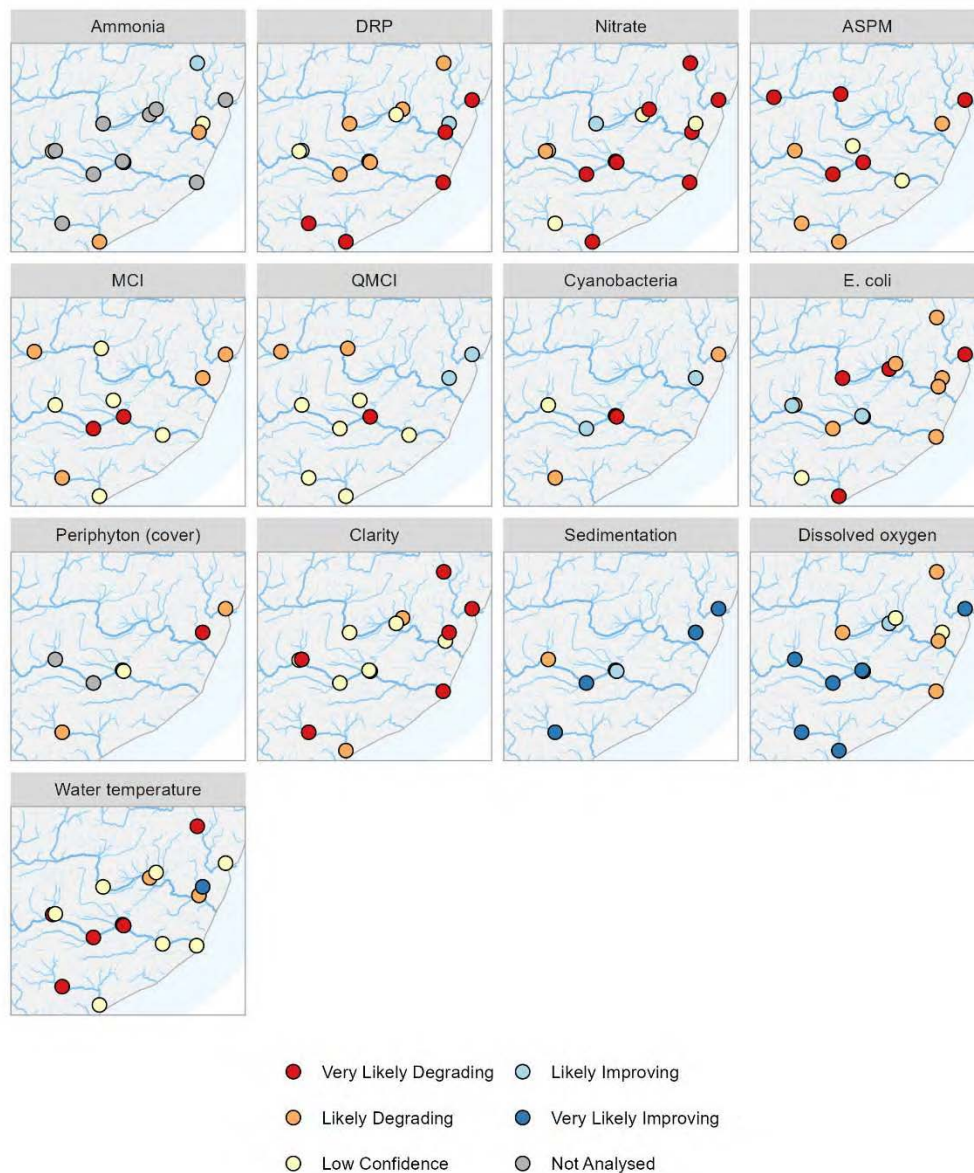 Ammonia
DRP
Nitrate
ASPM
MCI
QMCI
Cyanobacteria
E. coli
Periphyton (cover)
Clarity
Sedimentation
Dissolved oxygen
Water temperature
Very Likely Degrading
Likely Improving
Likely Degrading
Very Likely Improving
Low Confidence
Not Analysed